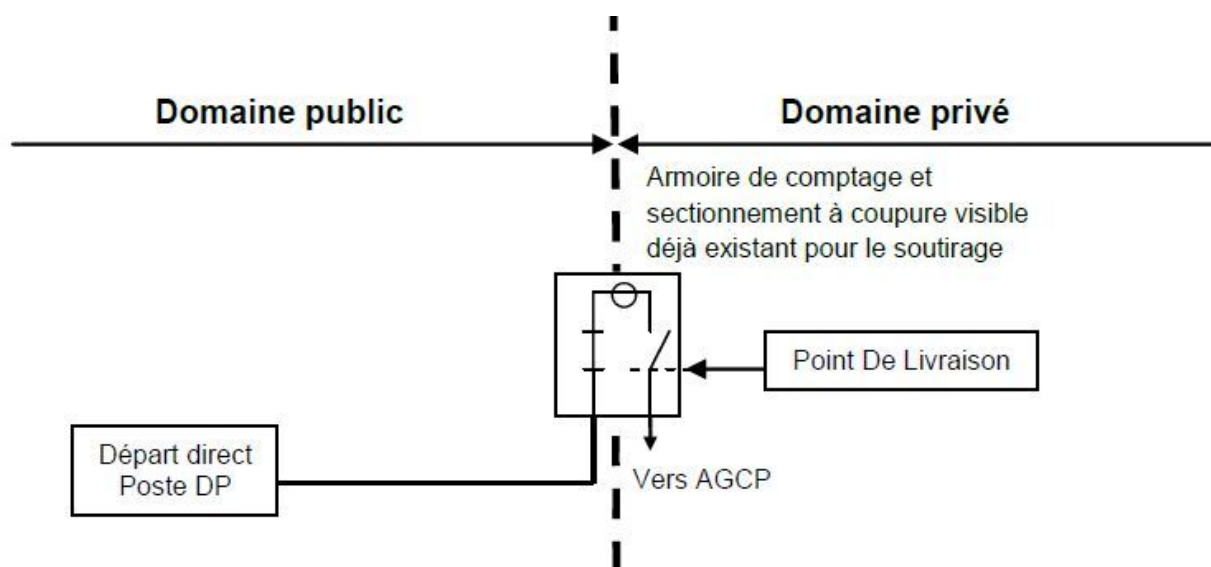 Domaine public
Domaine privé
Armoire de comptage et
sectionnement à coupure visible
déjà existant pour le soutirage
Point De Livraison
Départ direct
Poste DP
Vers AGCP